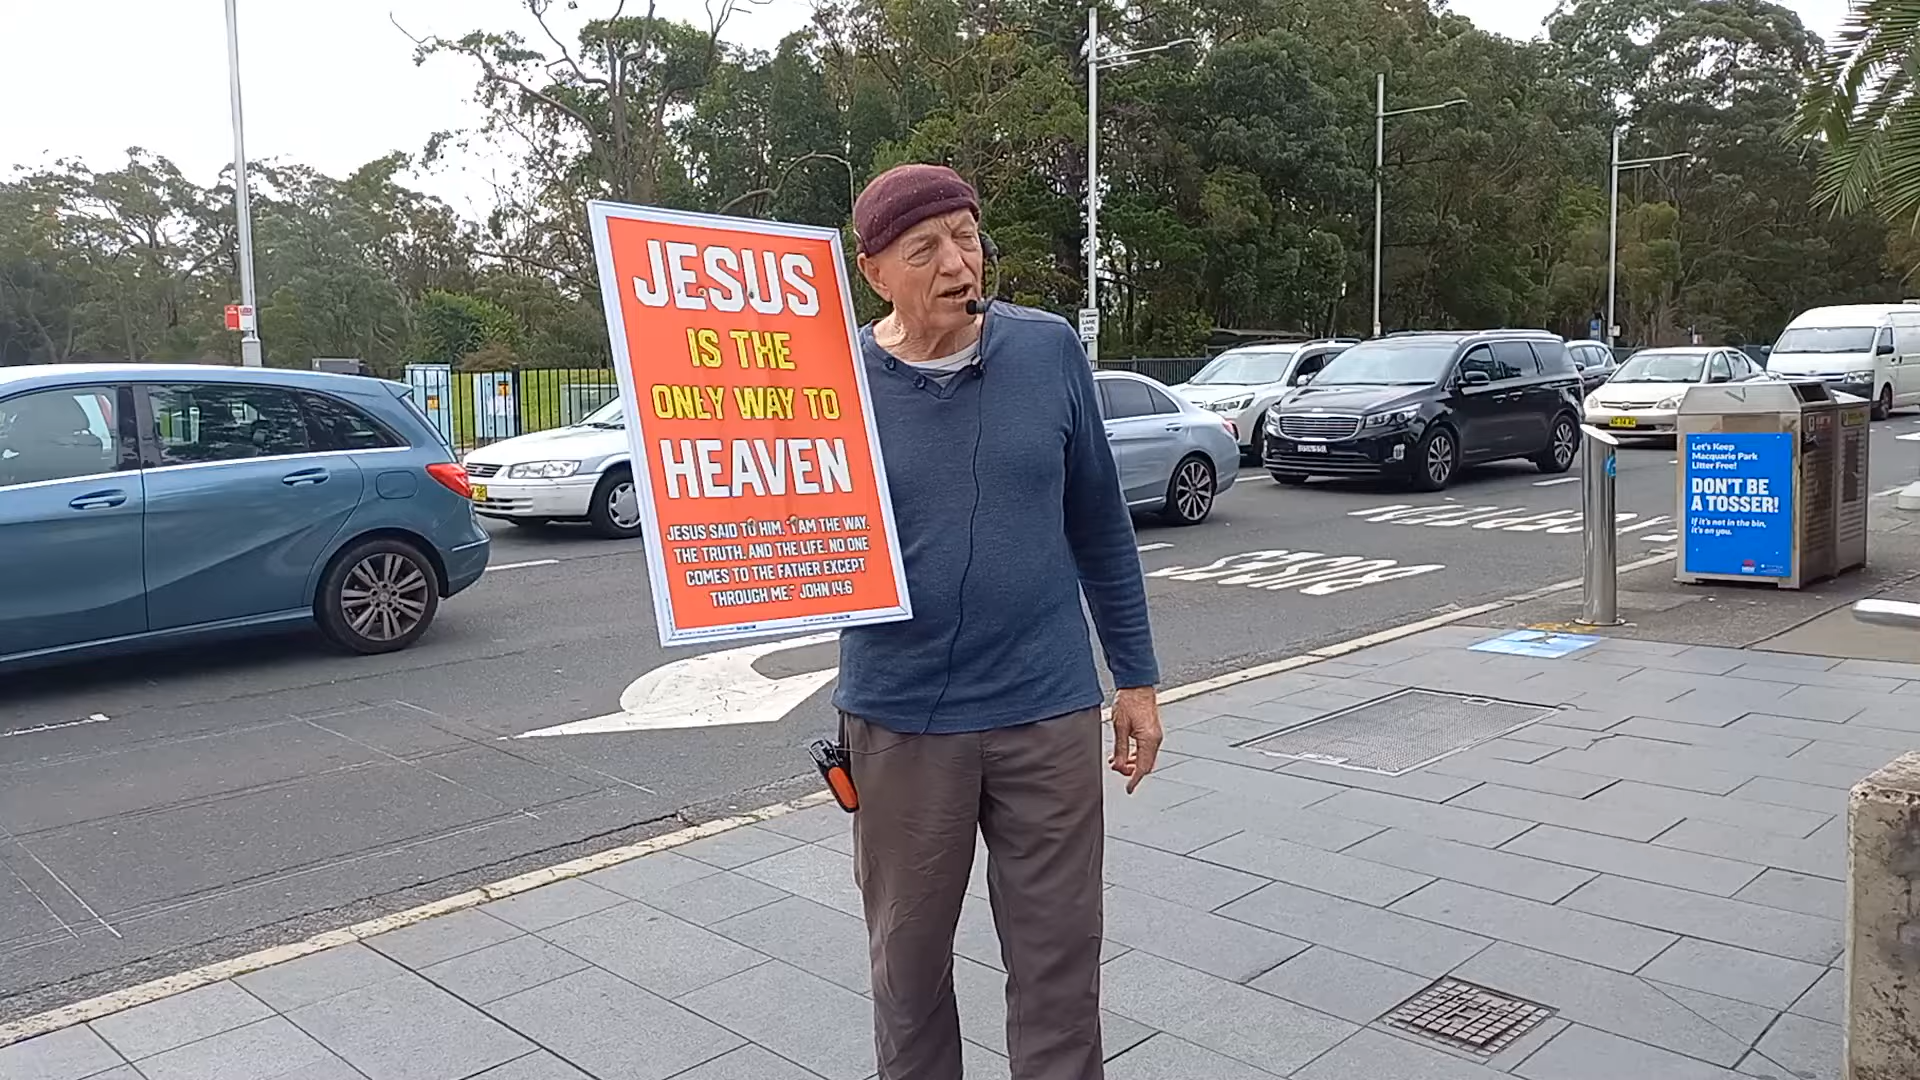 JESUS
IS THE
ONLY WAY TO
HEAVEN
JESUS SAID TO HIM, "I AM THE WAY,
THE TRUTH, AND THE LIFE. NO ONE
COMES TO THE FATHER EXCEPT
THROUGH ME." JOHN 14:6
LANE
END
Let's Keep
Macquarie Park
Litter Free!
DON'T BE
A TOSSER!
If it's not in the bin,
it's on you.
BUSES